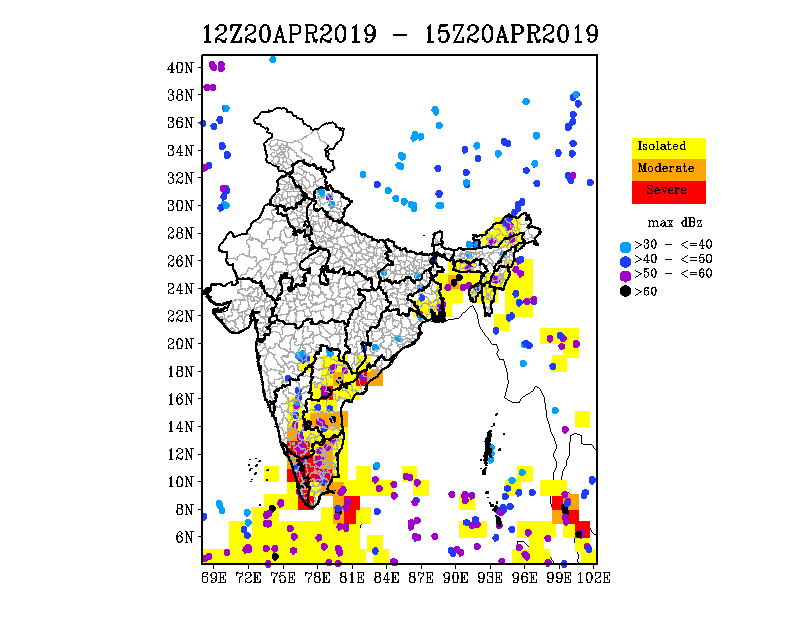 12Z20APR2019 - 15Z20APR2019
40N
38N
36N
34N
32N
30N
28N
26N
24N
22N
20N
18N
16N
14N
12N
10N
8N
6N
69E 72E 75E 78E 81E 84E 87E 90E 93E 96E 99E 102E
Isolated
Moderate
Severe
max dBz
>30 - <=40
>40 - <=50
>50 - <=60
>60